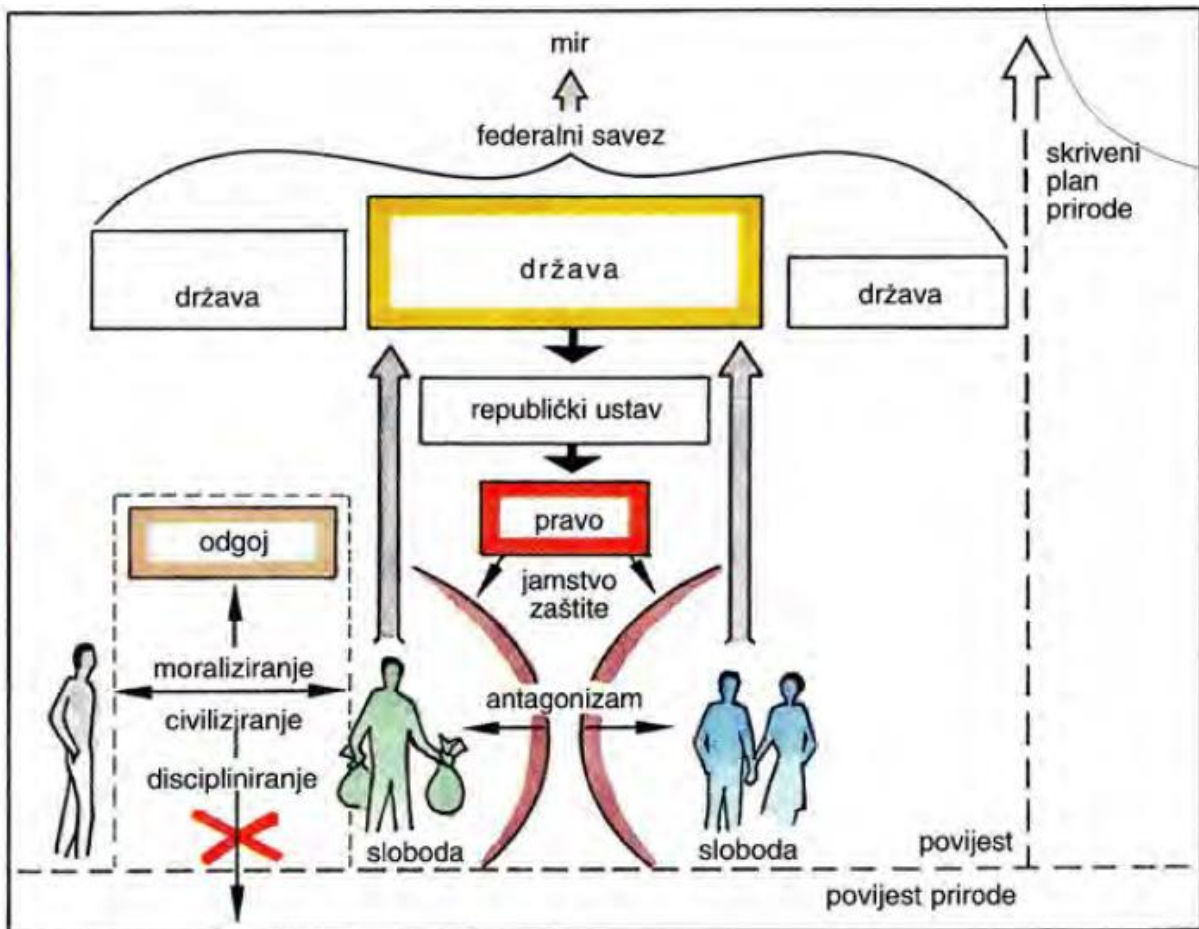 mir
federalni savez
skriveni
plan
prirode
država
država
država
republički ustav
pravo
odgoj
jamstvo
zaštite
moraliziranje
civiliziranje
antagonizam
discipliniranje
sloboda
sloboda
povijest
povijest prirode